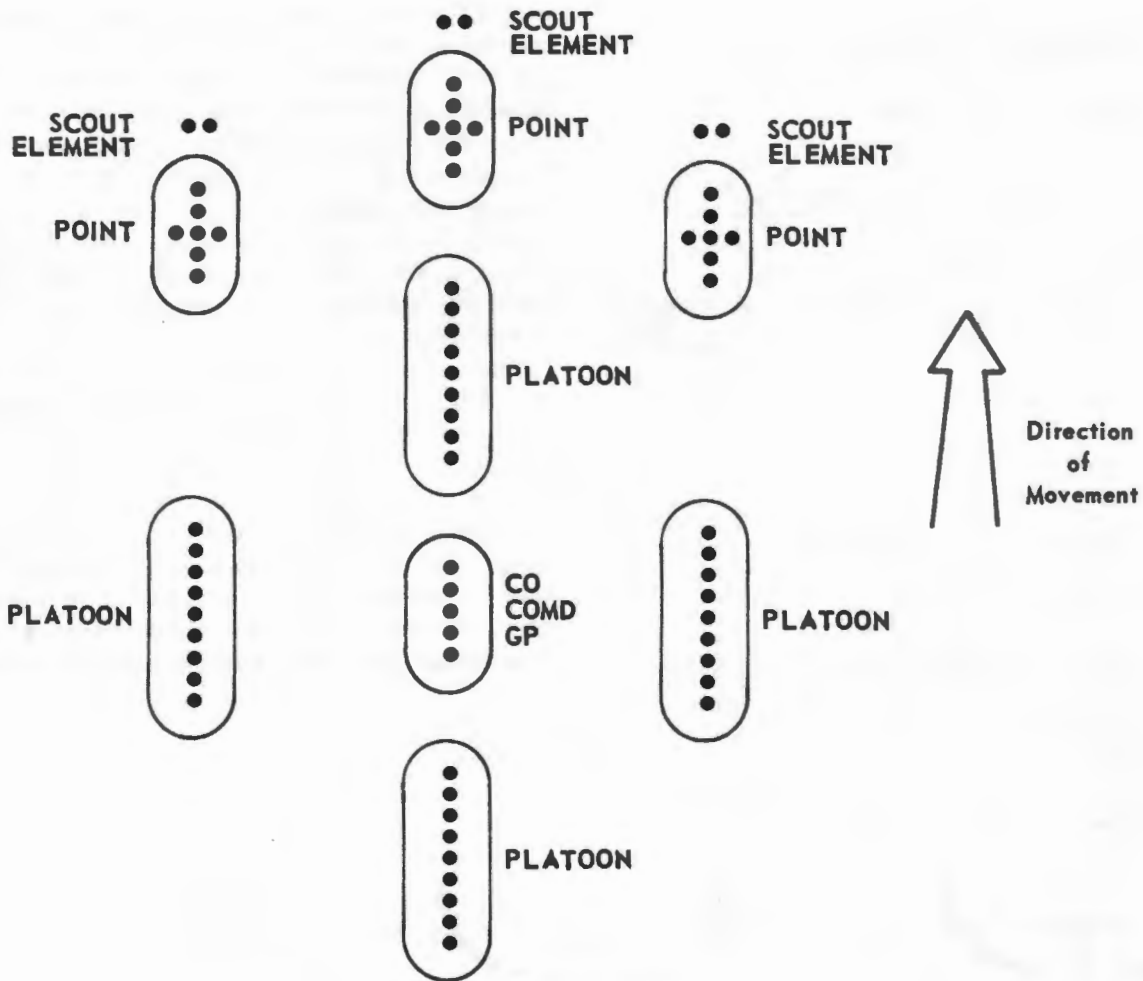 SCOUT
ELEMENT
POINT
SCOUT
ELEMENT
POINT
SCOUT
ELEMENT
POINT
PLATOON
Direction
of
Movement
PLATOON
CO
COMD
GP
PLATOON
PLATOON